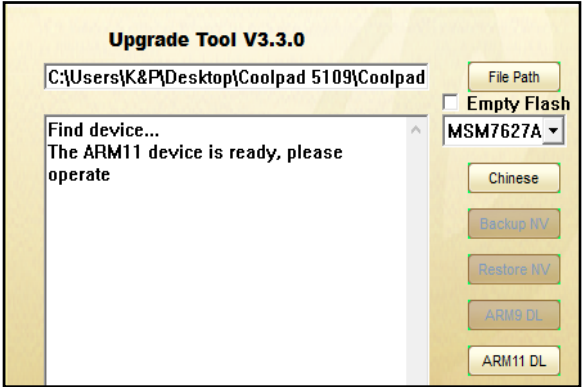 Upgrade Tool V3.3.0
C:\Users\K&P\Desktop\Coolpad 5109\Coolpad
File Path
Empty Flash
MSM7627A
Find device...
The ARM11 device is ready, please
operate
Chinese
Backup NV
Restore NV
ARM9 DL
ARM11 DL